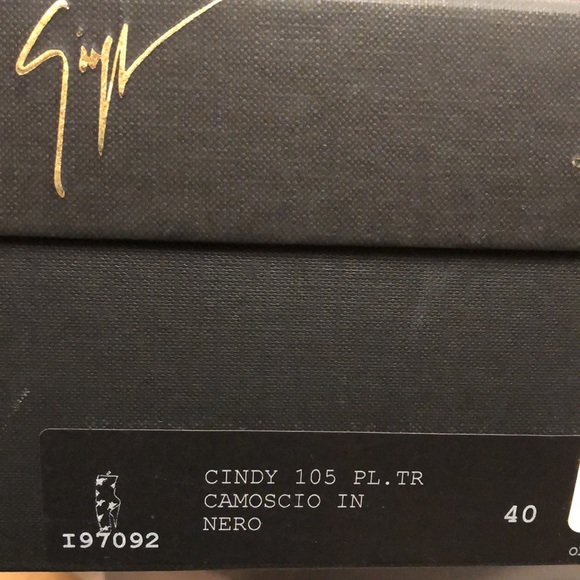 CINDY 105 PL.TR
CAMOSCIO IN
NERO
40
I97092